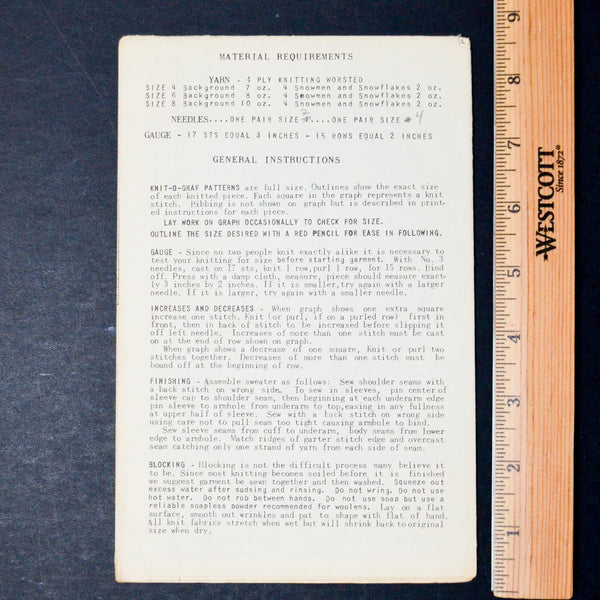 MATERIAL REQUIREMENTS
YARN - 4 PLY KNITTING WORSTED
SIZE 4 Background 7 oz. 4 Snowmen and Snowflakes 2 oz.
SIZE 6 Background 8 oz. 4 Snowmen and Snowflakes 2 oz.
SIZE 8 Background 10 oz. 4 Snowmen and Snowflakes 2 oz.
NEEDLES....ONE PAIR SIZE 2....ONE PAIR SIZE 4
GAUGE - 17 STS EQUAL 3 INCHES - 15 ROWS EQUAL 2 INCHES
GENERAL INSTRUCTIONS
KNIT-O-GRAF PATTERNS are full size. Outlines show the exact size
of each knitted piece. Each square in the graph represents a knit
stitch. Ribbing is not shown on graph but is described in print-
ed instructions for each piece.
LAY WORK ON GRAPH OCCASIONALLY TO CHECK FOR SIZE.
OUTLINE THE SIZE DESIRED WITH A RED PENCIL FOR EASE IN FOLLOWING.
GAUGE - Since no two people knit exactly alike it is necessary to
test your knitting for size before starting garment. With No. 3
needles, cast on 17 sts, knit 1 row, purl 1 row, for 15 rows. Bind
off. Press with a damp cloth, measure, piece should measure exact-
ly 3 inches by 2 inches. If it is smaller, try again with a larger
needle. If it is larger, try again with a smaller needle.
INCREASES AND DECREASES - When graph shows one extra square
increase one stitch. Knit (or purl, if on a purled row) first in
front, then in back of stitch to be increased before slipping it
off left needle. Increases of more than one stitch must be cast
on at the end of row shown on graph.
When graph shows a decrease of one square, Knit or purl two
stitches together. Decreases of more than one stitch must be
bound off at the beginning of row.
FINISHING - Assemble sweater as follows: Sew shoulder seams with
a back stitch on wrong side. To sew in sleeves, pin center of
sleeve cap to shoulder seam, then beginning at each underarm edge
pin sleeve to armhole from underarm to top, easing in any fullness
at upper half of sleeve. Sew with a back stitch on wrong side
using care not to pull seam too tight causing armhole to bind.
Sew sleeve seams from cuff to underarm, body seams from lower
edge to armhole. Match ridges of garter stitch edge and overcast
seam catching only one strand of yarn from each side of seam.
BLOCKING - Blocking is not the difficult process many believe it
to be. Since most knitting becomes soiled before it is finished
we suggest garment be sewn together and then washed. Squeeze out
excess water after sudsing and rinsing. Do not wring. Do not use
hot water. Do not rub between hands. Do not use soap but use a
reliable soapless powder recommended for woolens. Lay on a flat
surface, smooth out wrinkles and pat to shape with flat of hand.
All knit fabrics stretch when wet but will shrink back to original
size when dry.
9
8
7
6
5
4
3
2
1
WESTCOTT®
Since 1872